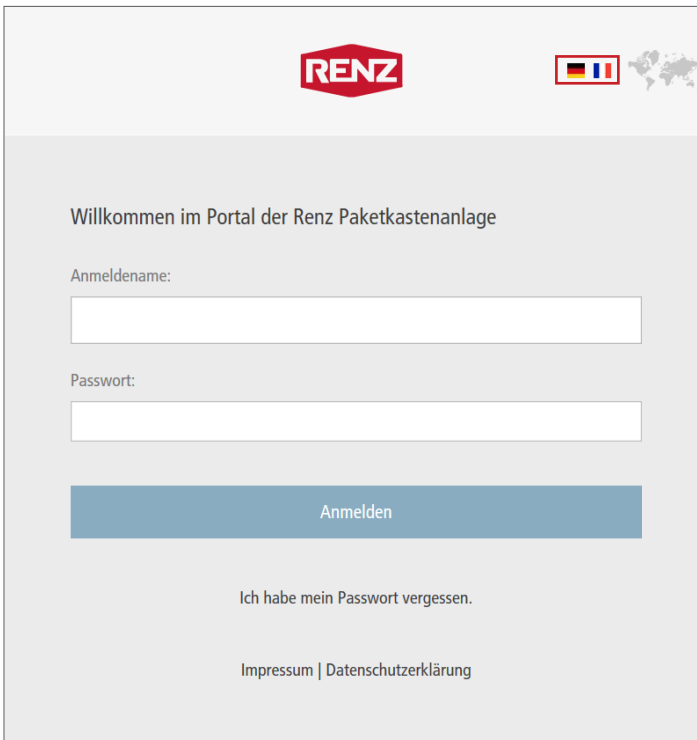 RENZ
Willkommen im Portal der Renz Paketkastenanlage
Anmeldename:
Passwort:
Anmelden
Ich habe mein Passwort vergessen.
Impressum | Datenschutzerklärung